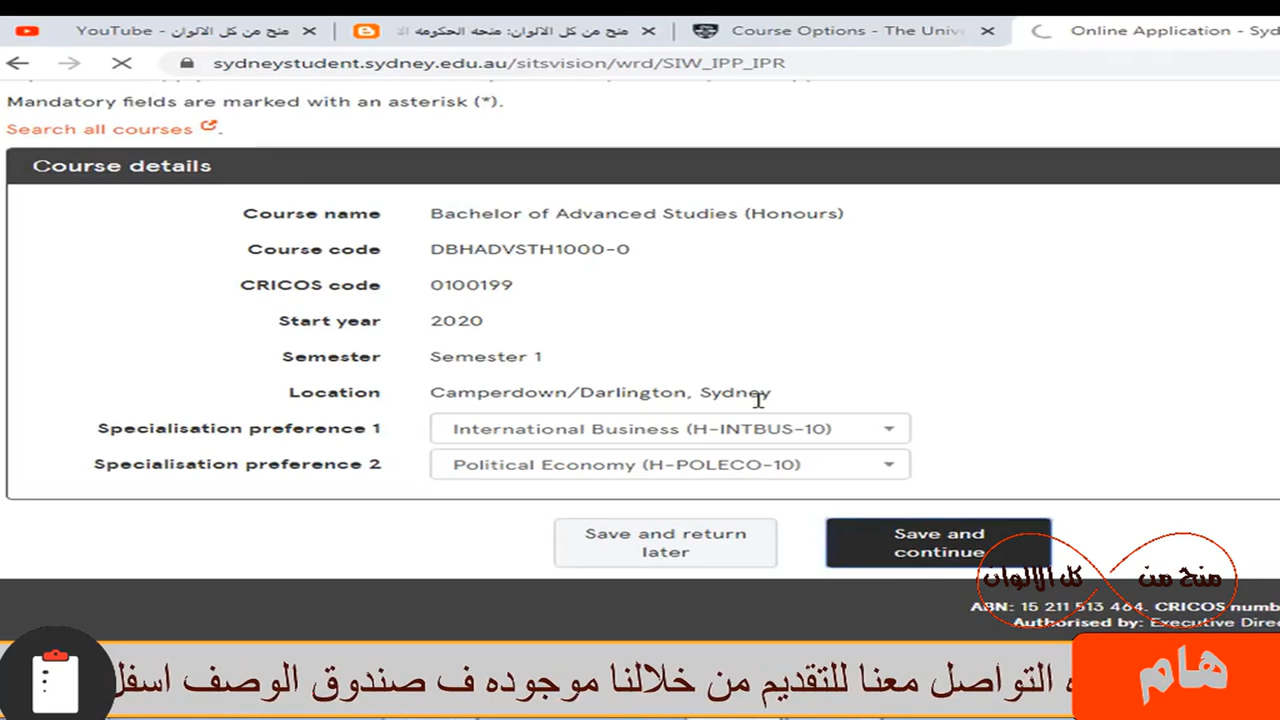 YouTube - منح من كل الالوان
منح من كل الالوان: منحه الحكومه الا
Course Options - The Unive
Online Application - Syd
sydneystudent.sydney.edu.au/sitsvision/wrd/SIW_IPP_IPR
Mandatory fields are marked with an asterisk (*).
Search all courses .
Course details
Course name Bachelor of Advanced Studies (Honours)
Course code DBHADVSTH1000-0
CRICOS code 0100199
Start year 2020
Semester Semester 1
Location Camperdown/Darlington, Sydney
Specialisation preference 1 International Business (H-INTBUS-10)
Specialisation preference 2 Political Economy (H-POLECO-10)
Save and return
later
Save and
continue
منح من كل الالوان
ABN: 15 211 513 464. CRICOS numb
Authorised by: Executive Dire
هام
ه التواصل معنا للتقديم من خلالنا موجوده ف صندوق الوصف اسفل